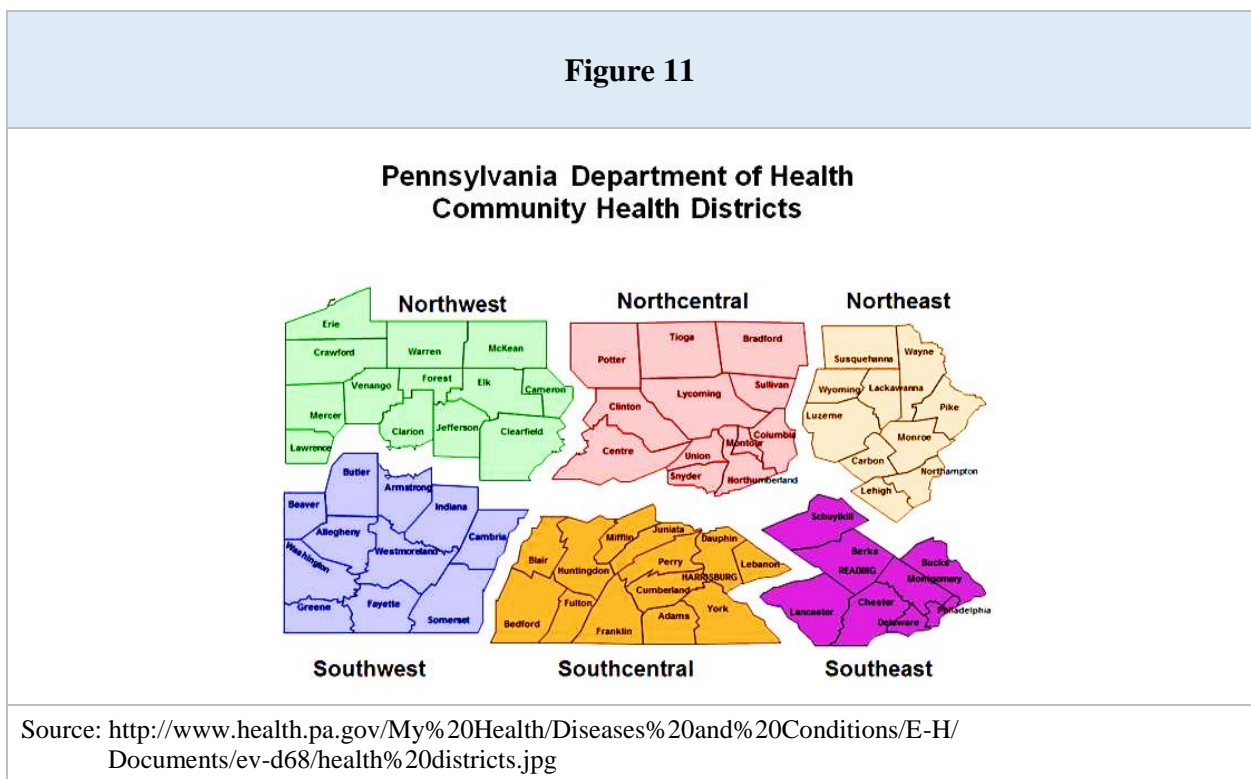 Figure 11
Pennsylvania Department of Health
Community Health Districts
Northwest
Erie
Crawford
Warren
McKean
Venango
Forest
Elk
Cameron
Mercer
Clarion
Jefferson
Clearfield
Lawrence
Northcentral
Potter
Tioga
Bradford
Sullivan
Lycoming
Clinton
Centre
Union
Montour
Columbia
Snyder
Northumberland
Northeast
Susquehanna
Wayne
Wyoming
Lackawanna
Luzerne
Pike
Monroe
Carbon
Northampton
Lehigh
Butler
Armstrong
Beaver
Indiana
Allegheny
Cambria
Westmoreland
Washington
Greene
Fayette
Somerset
Southwest
Mifflin
Juniata
Dauphin
Blair
Huntingdon
Perry
Lebanon
HARRISBURG
Cumberland
Fulton
Bedford
Franklin
Adams
York
Southcentral
Schuylkill
Berks
READING
Bucks
Montgomery
Lancaster
Chester
Philadelphia
Deleware
Southeast
Source: http://www.health.pa.gov/My%20Health/Diseases%20and%20Conditions/E-H/
Documents/ev-d68/health%20districts.jpg